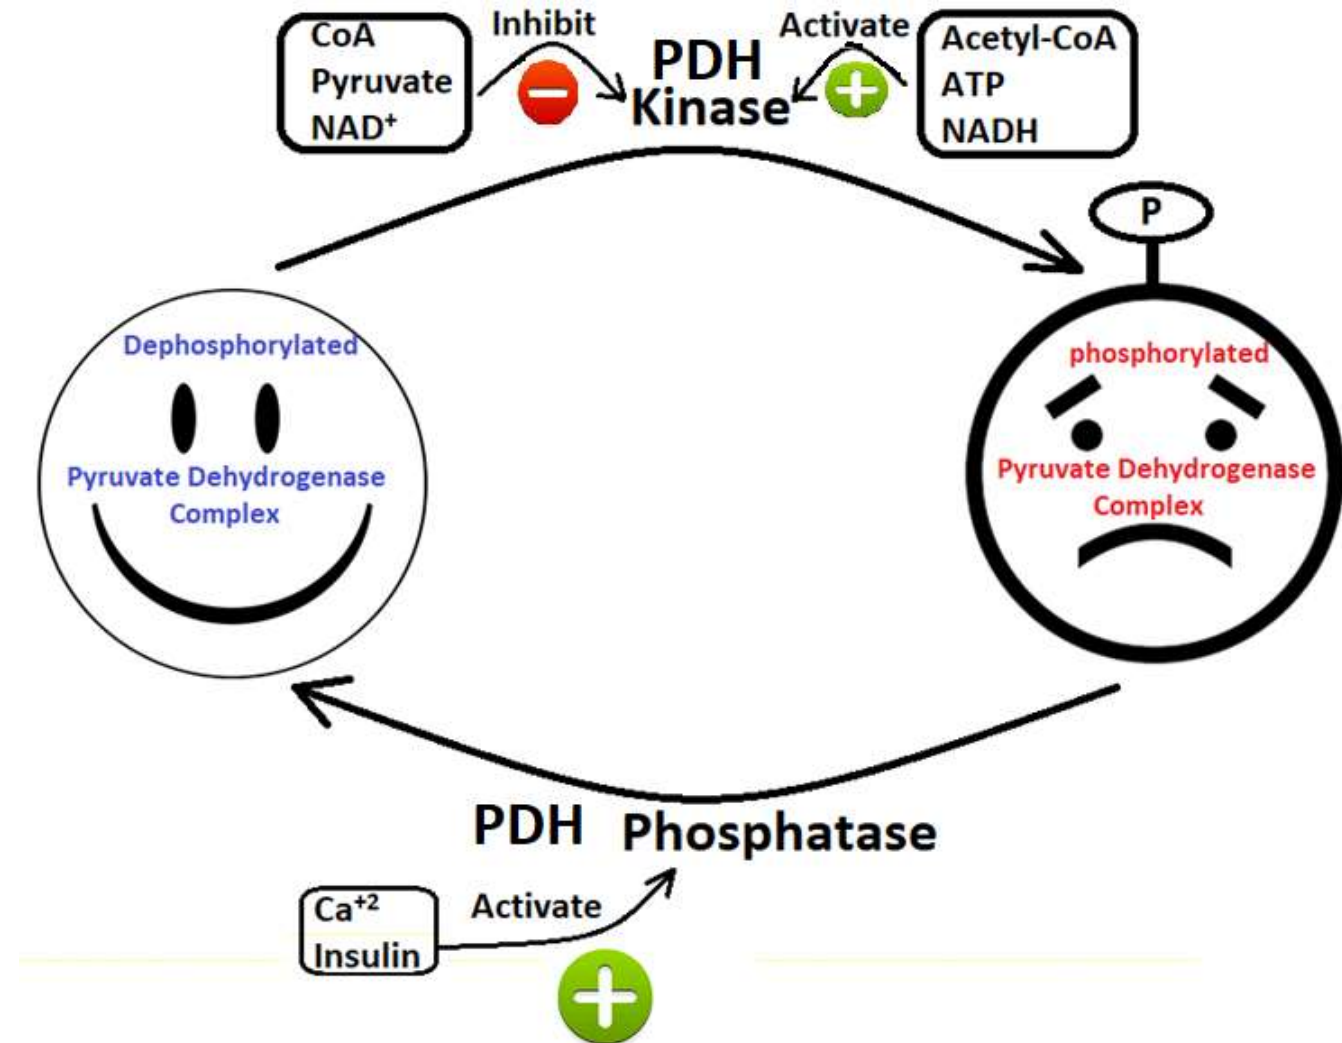 CoA
Pyruvate
NAD⁺
Inhibit
PDH
Kinase
Activate
Acetyl-CoA
ATP
NADH
P
Dephosphorylated
Pyruvate Dehydrogenase
Complex
phosphorylated
Pyruvate Dehydrogenase
Complex
PDH Phosphatase
Ca⁺²
Insulin
Activate